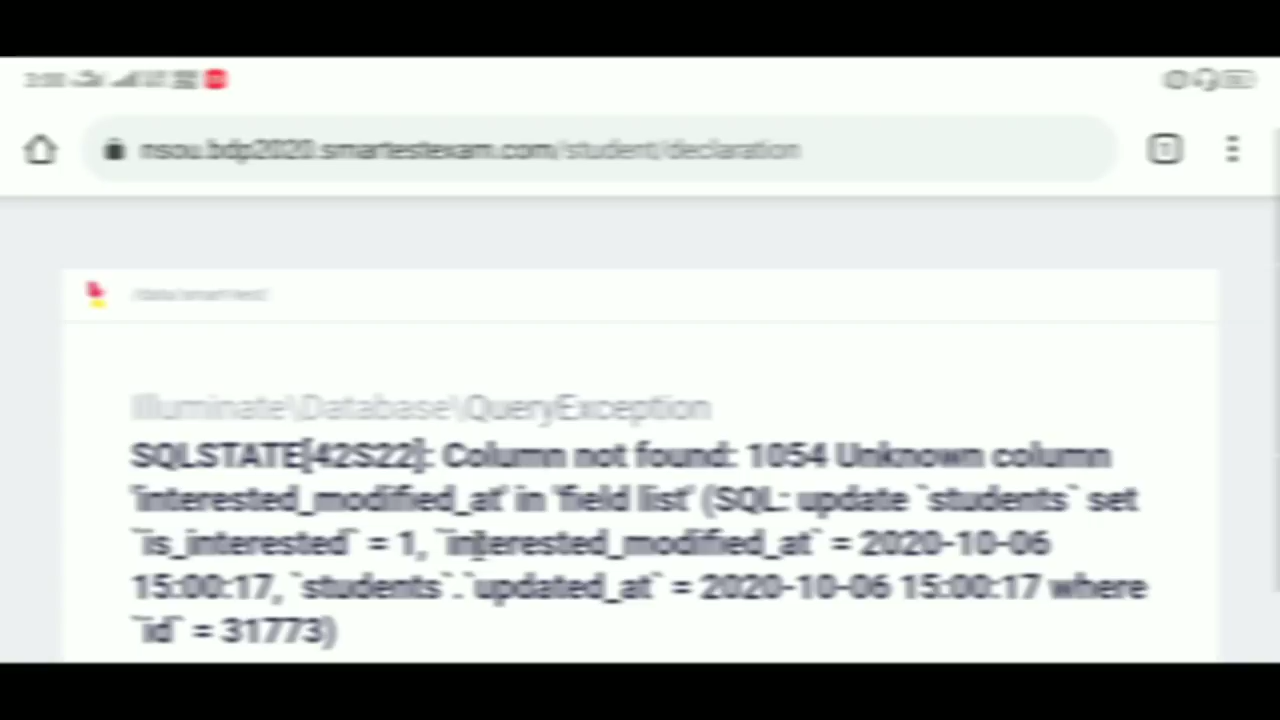 nsou.bdp2020.smartestexam.com/student/declaration
Illuminate\Database\QueryException
SQLSTATE[42S22]: Column not found: 1054 Unknown column
'interested_modified_at' in 'field list' (SQL: update `students` set
`is_interested` = 1, `interested_modified_at` = 2020-10-06
15:00:17, `students`.`updated_at` = 2020-10-06 15:00:17 where
`id` = 31773)